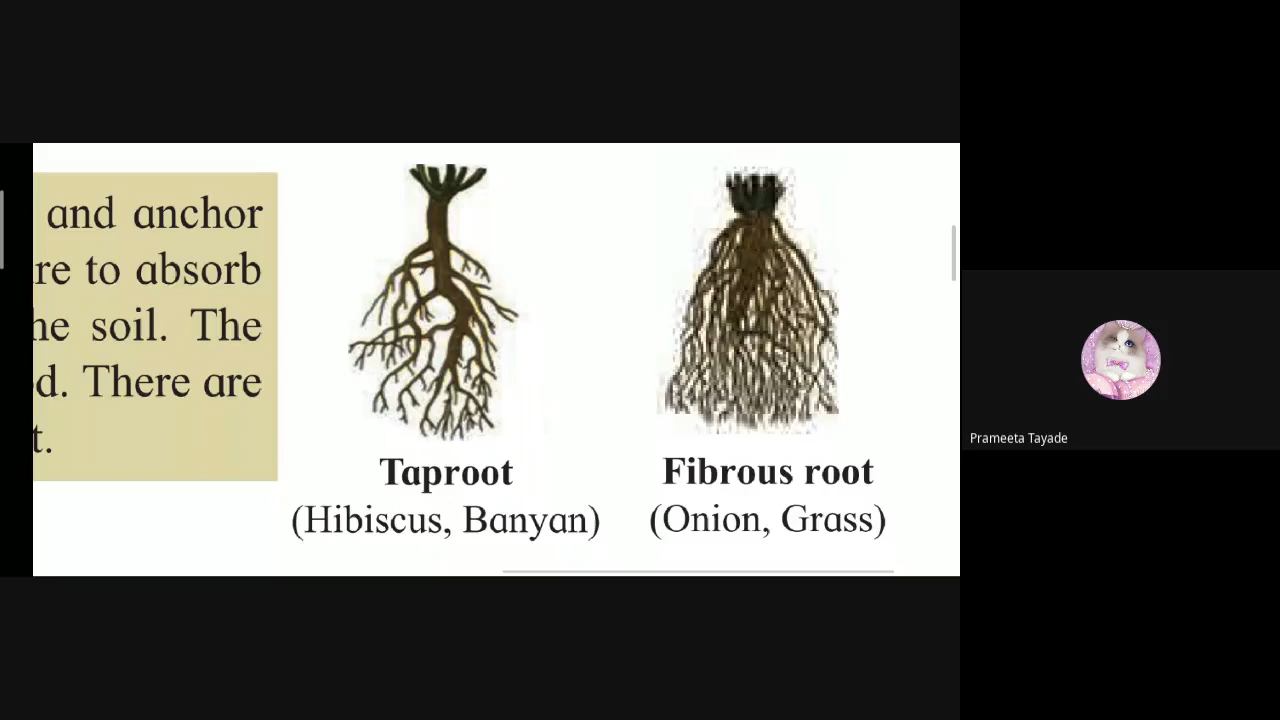 and anchor
re to absorb
he soil. The
d. There are
t.
Taproot
(Hibiscus, Banyan)
Fibrous root
(Onion, Grass)
Prameeta Tayade